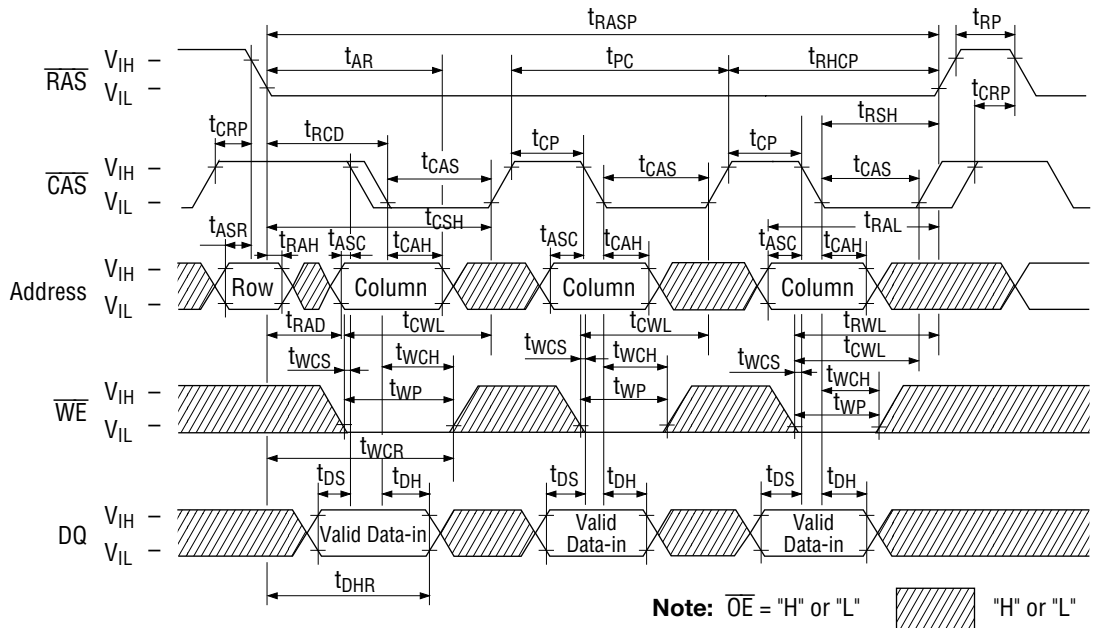 tRASP tRP
tAR tPC tRHCP
RAS VIH –
VIL –
tCRP tRCD tRSH tCRP
tCP tCP
tCAS tCAS tCAS
CAS VIH –
VIL –
tCSH tRAL
tASR tRAH tASC tCAH tASC tCAH tASC tCAH
Address VIH –
VIL –
Row Column Column Column
tRAD tCWL tCWL tRWL
tCWL
tWCS tWCH tWCS tWCH tWCS tWCH
tWP tWP tWP
WE VIH –
VIL –
tWCR
tDS tDH tDS tDH tDS tDH
DQ VIH –
VIL –
Valid Data-in
Valid
Data-in
Valid
Data-in
tDHR
Note: OE = "H" or "L" "H" or "L"